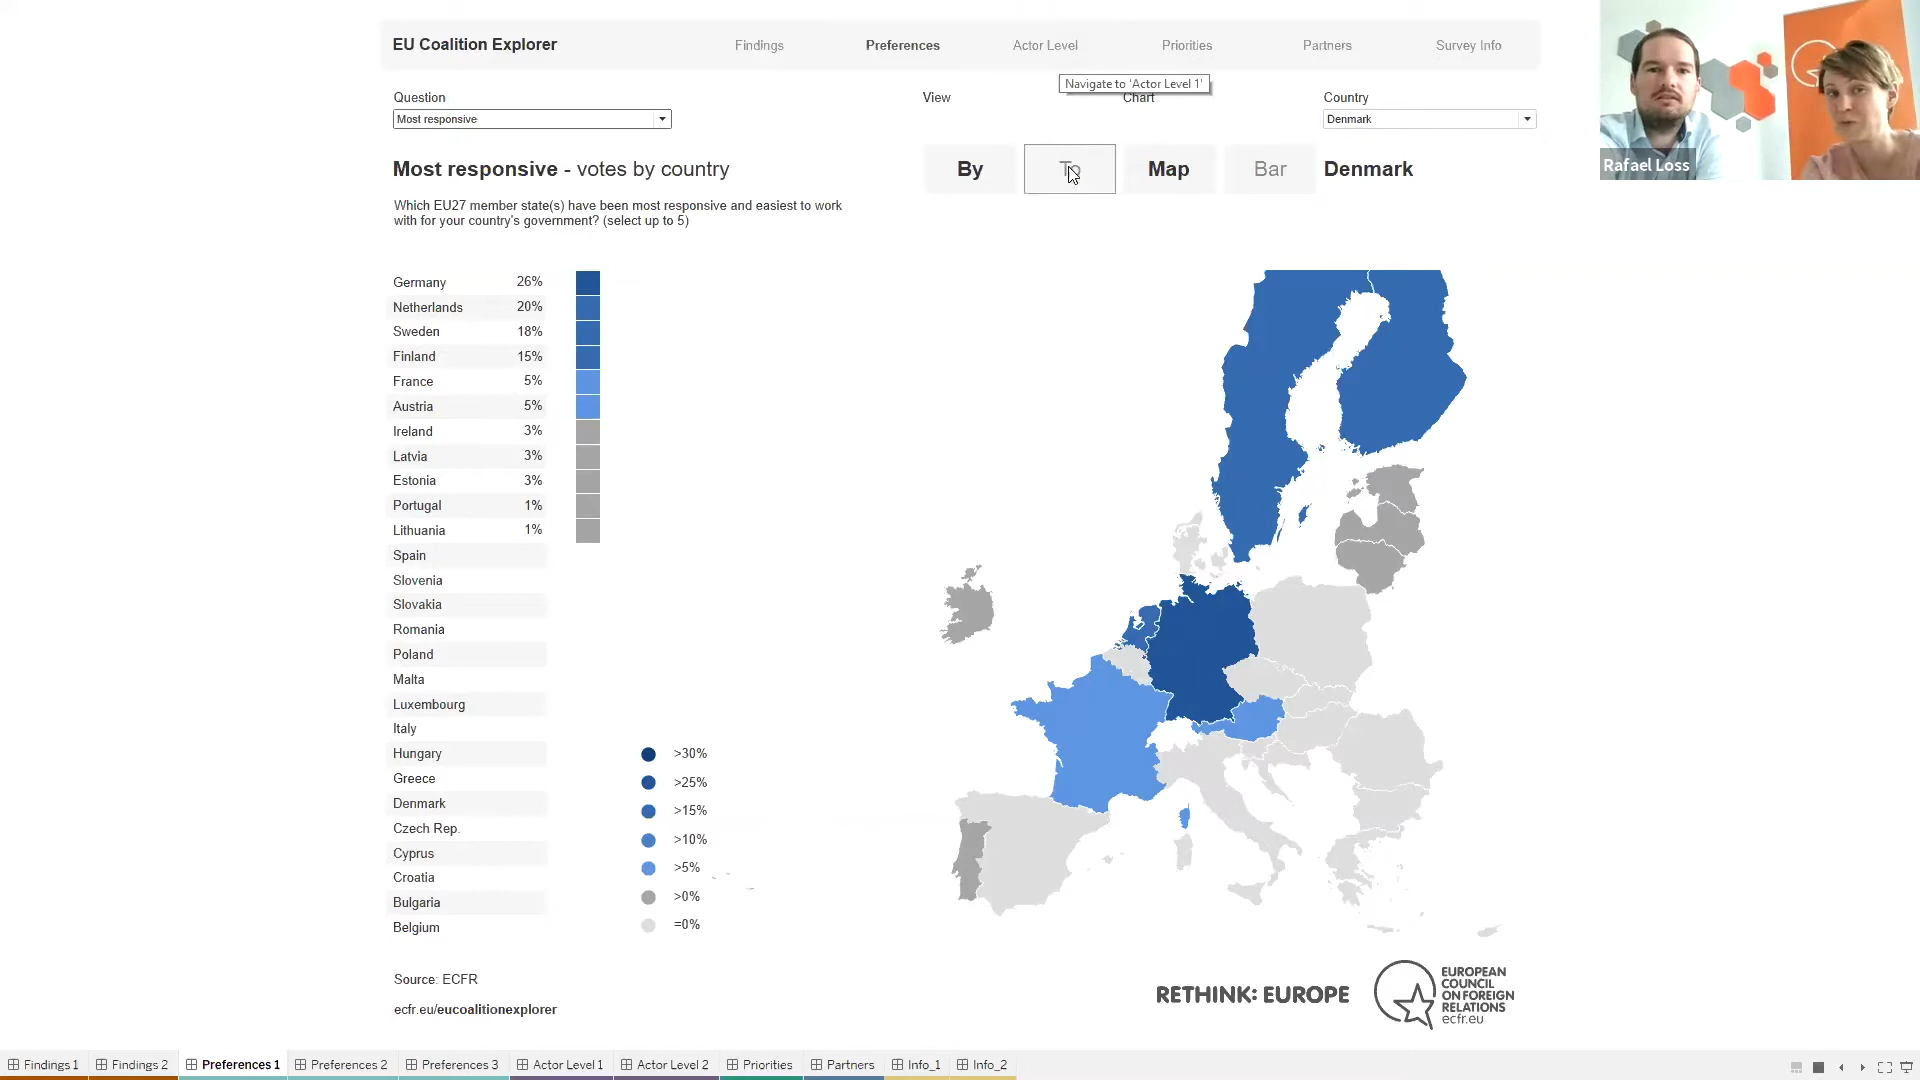 EU Coalition Explorer
Findings
Preferences
Actor Level
Priorities
Partners
Survey Info
Navigate to 'Actor Level 1'
Question
View
Chart
Country
Most responsive
Denmark
Most responsive - votes by country
By
To
Map
Bar
Denmark
Rafael Loss
Which EU27 member state(s) have been most responsive and easiest to work
with for your country's government? (select up to 5)
Germany 26%
Netherlands 20%
Sweden 18%
Finland 15%
France 5%
Austria 5%
Ireland 3%
Latvia 3%
Estonia 3%
Portugal 1%
Lithuania 1%
Spain
Slovenia
Slovakia
Romania
Poland
Malta
Luxembourg
Italy
Hungary
Greece
Denmark
Czech Rep.
Cyprus
Croatia
Bulgaria
Belgium
>30%
>25%
>15%
>10%
>5%
>0%
=0%
Source: ECFR
ecfr.eu/eucoalitionexplorer
RETHINK: EUROPE
EUROPEAN
COUNCIL
ON FOREIGN
RELATIONS
ecfr.eu
Findings 1
Findings 2
Preferences 1
Preferences 2
Preferences 3
Actor Level 1
Actor Level 2
Priorities
Partners
Info_1
Info_2